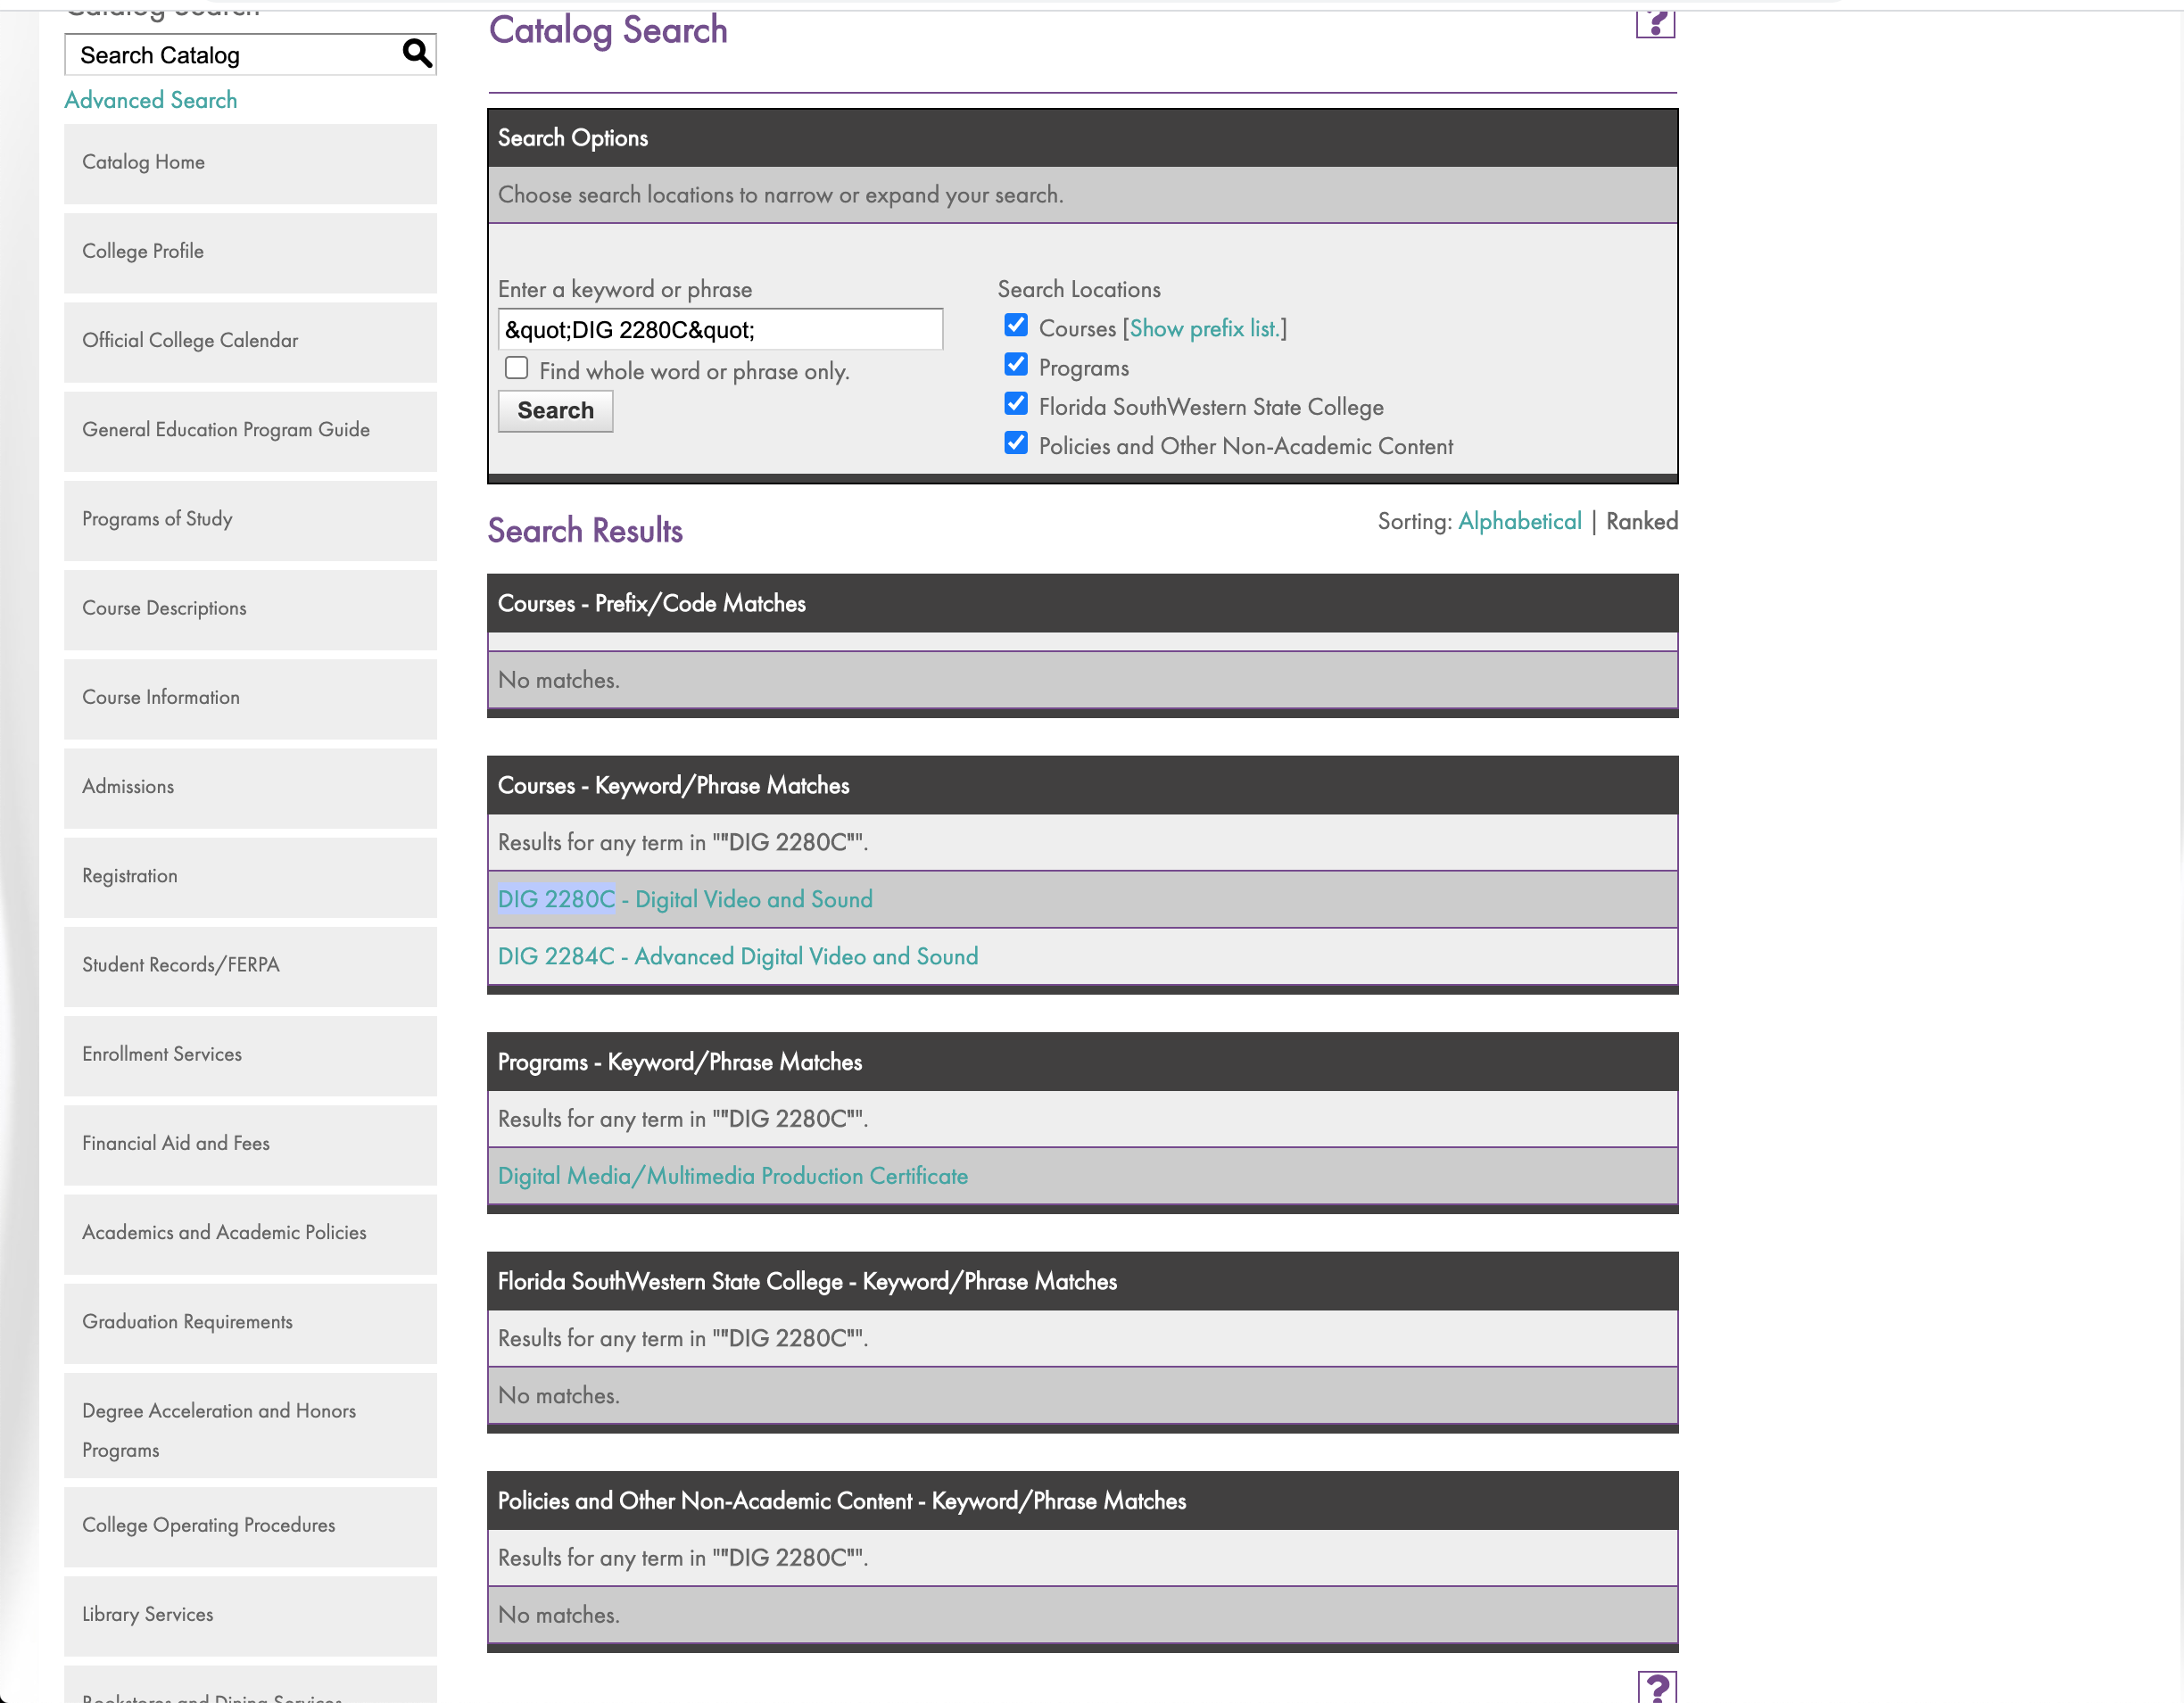 Catalog Search
Search Catalog
Advanced Search
Catalog Home
College Profile
Official College Calendar
General Education Program Guide
Programs of Study
Course Descriptions
Course Information
Admissions
Registration
Student Records/FERPA
Enrollment Services
Financial Aid and Fees
Academics and Academic Policies
Graduation Requirements
Degree Acceleration and Honors
Programs
College Operating Procedures
Library Services
Bookstores and Dining Services
Catalog Search
?
Search Options
Choose search locations to narrow or expand your search.
Enter a keyword or phrase
&quot;DIG 2280C&quot;
Find whole word or phrase only.
Search
Search Locations
Courses [Show prefix list.]
Programs
Florida SouthWestern State College
Policies and Other Non-Academic Content
Search Results
Sorting: Alphabetical | Ranked
Courses - Prefix/Code Matches
No matches.
Courses - Keyword/Phrase Matches
Results for any term in ""DIG 2280C"".
DIG 2280C - Digital Video and Sound
DIG 2284C - Advanced Digital Video and Sound
Programs - Keyword/Phrase Matches
Results for any term in ""DIG 2280C"".
Digital Media/Multimedia Production Certificate
Florida SouthWestern State College - Keyword/Phrase Matches
Results for any term in ""DIG 2280C"".
No matches.
Policies and Other Non-Academic Content - Keyword/Phrase Matches
Results for any term in ""DIG 2280C"".
No matches.
?